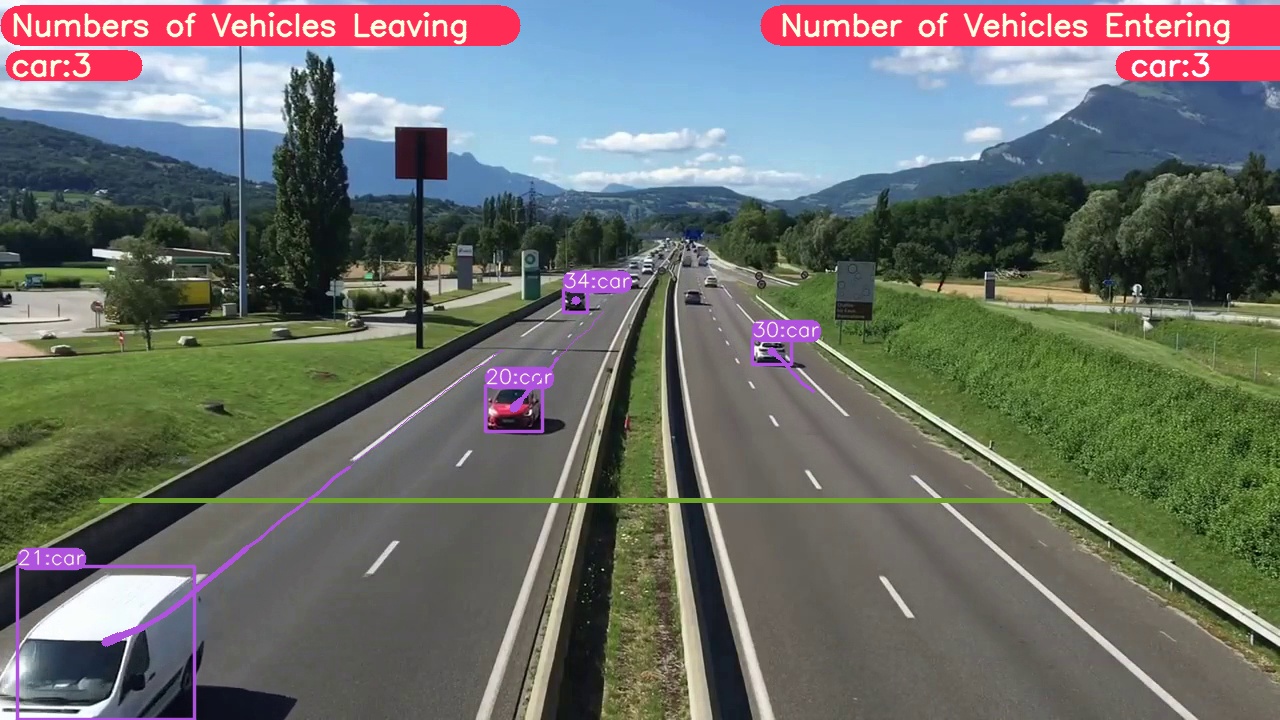 Numbers of Vehicles Leaving
Number of Vehicles Entering
car:3
car:3
34:car
30:car
20:car
21:car